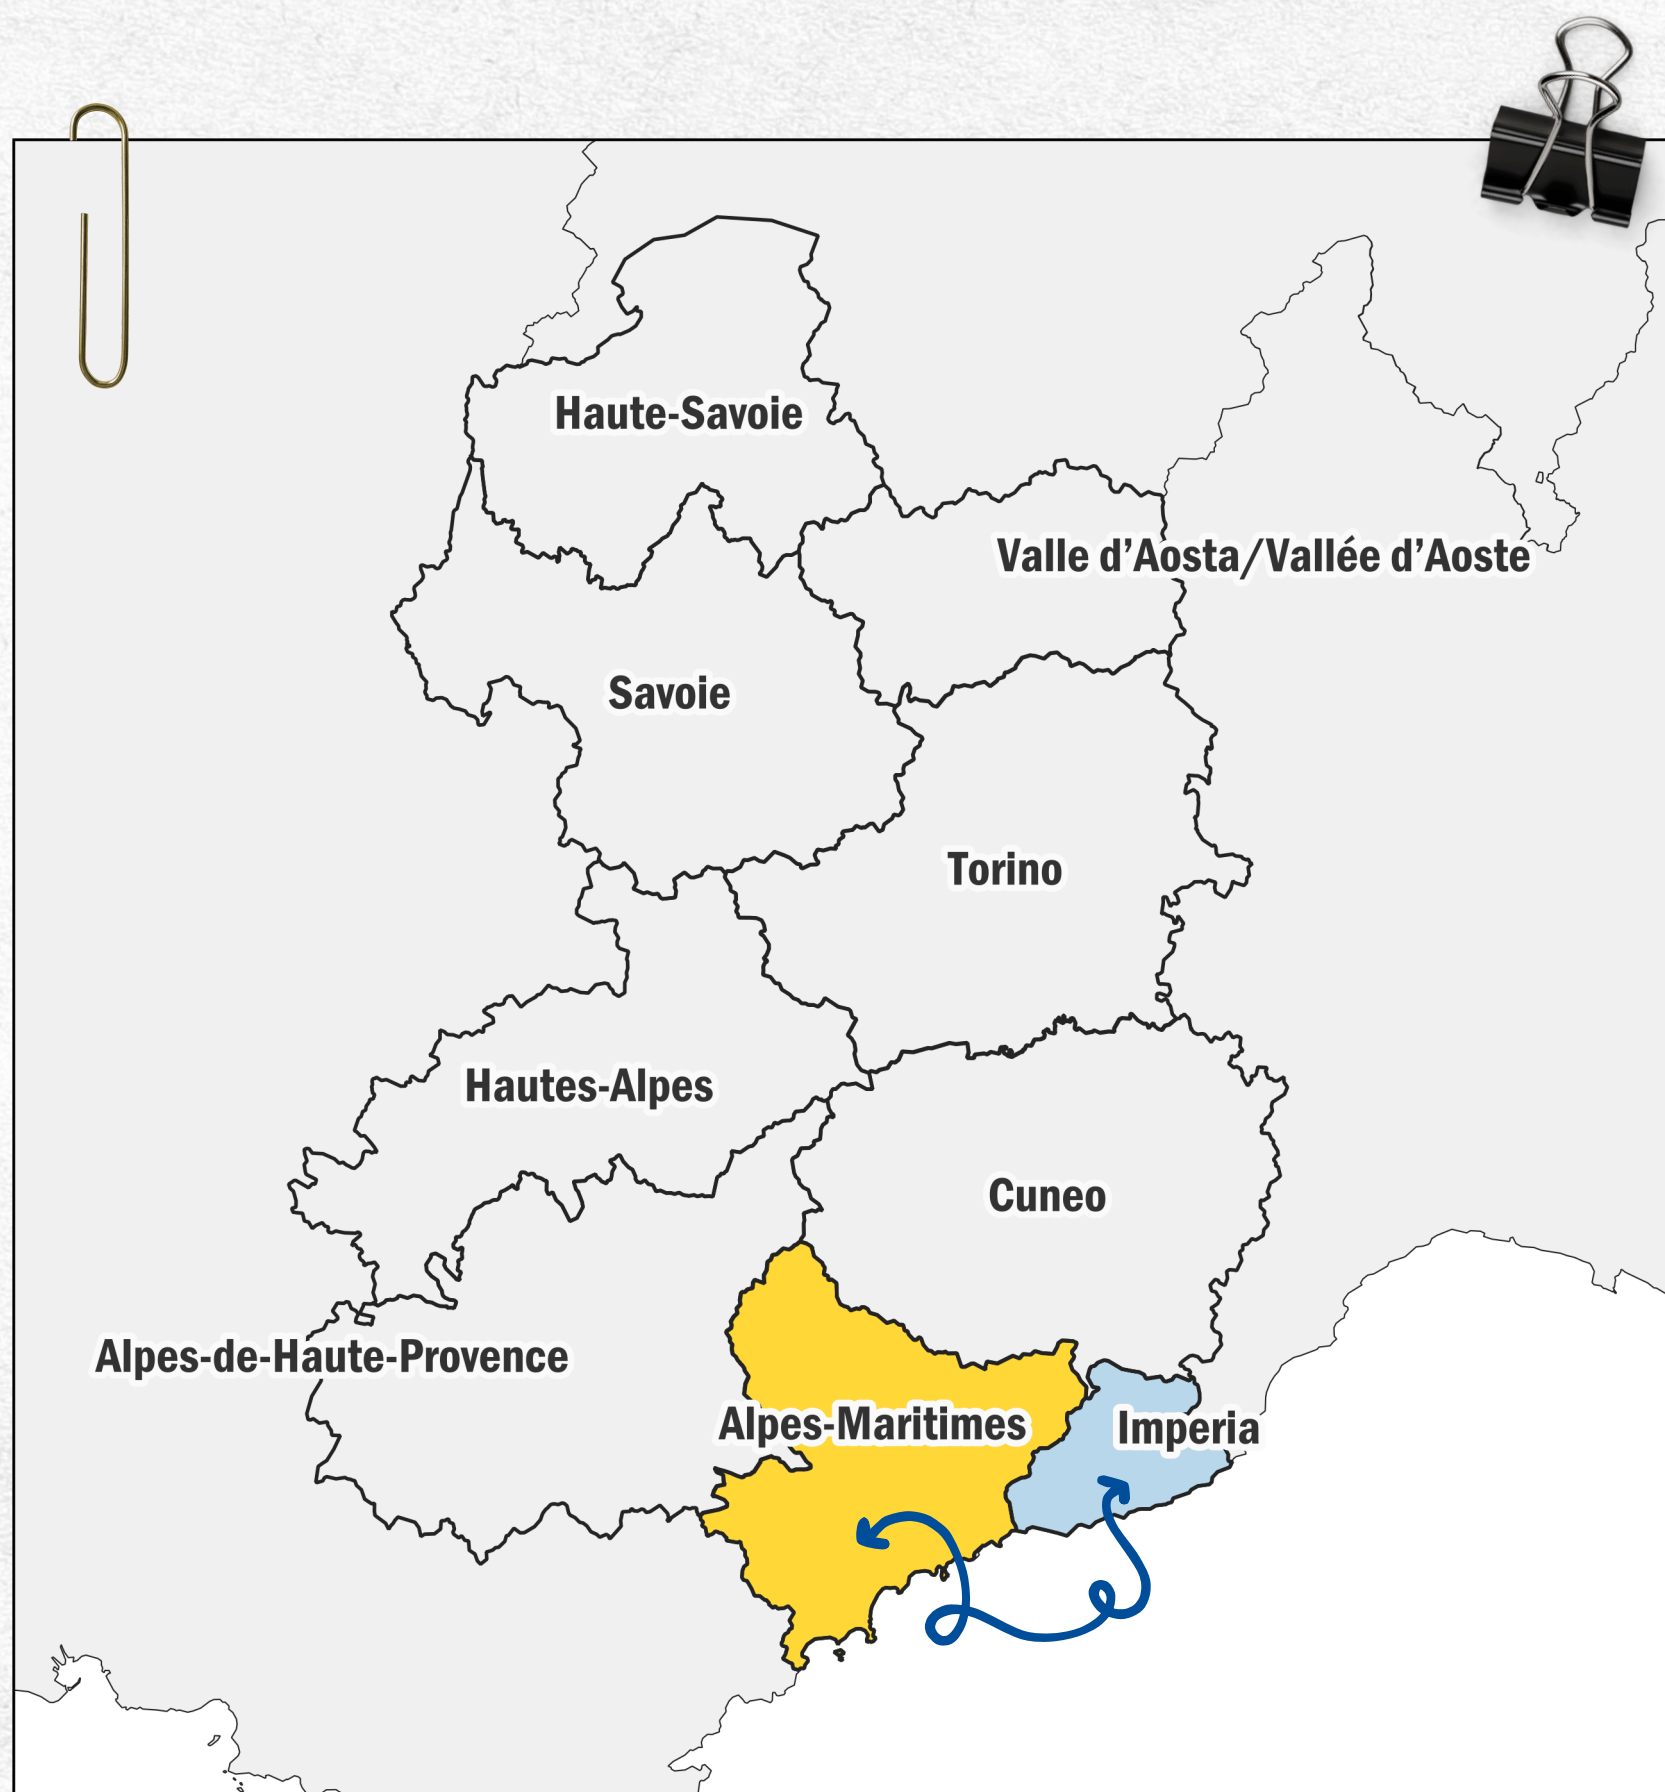 Haute-Savoie
Valle d'Aosta/Vallée d'Aoste
Savoie
Torino
Hautes-Alpes
Cuneo
Alpes-de-Haute-Provence
Alpes-Maritimes
Imperia